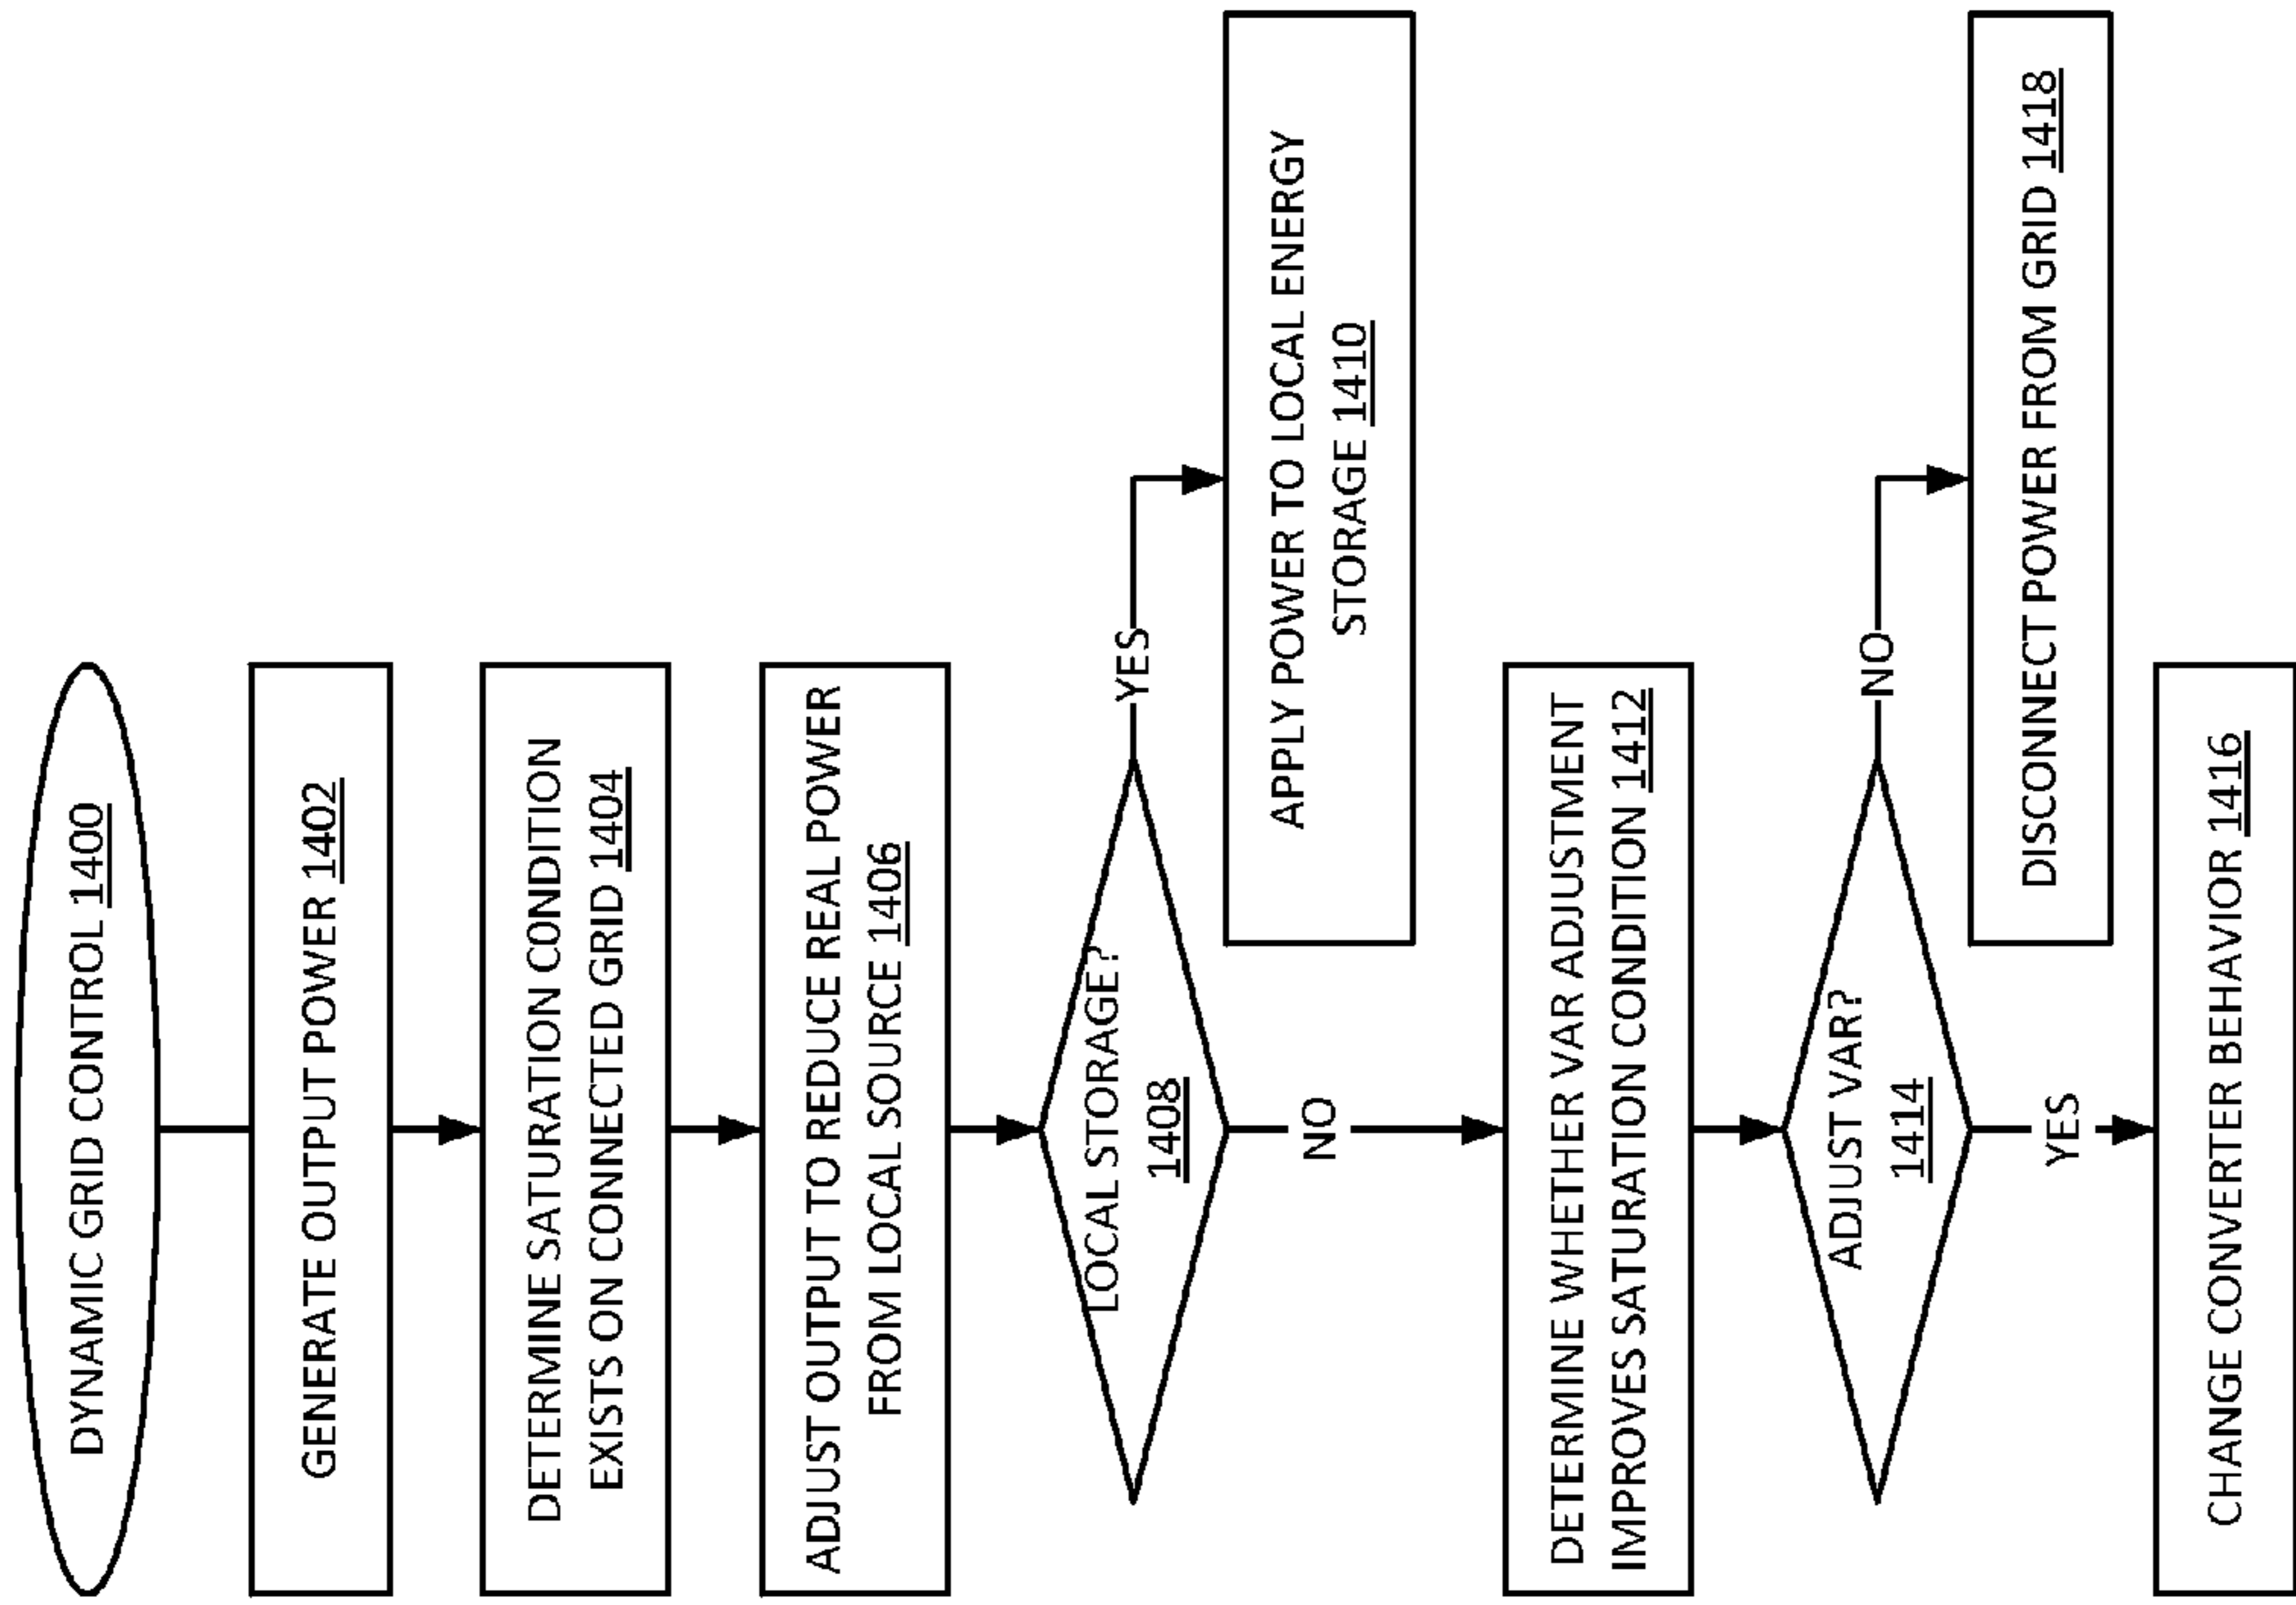 DYNAMIC GRID CONTROL 1400
GENERATE OUTPUT POWER 1402
DETERMINE SATURATION CONDITION
EXISTS ON CONNECTED GRID 1404
ADJUST OUTPUT TO REDUCE REAL POWER
FROM LOCAL SOURCE 1406
LOCAL STORAGE?
1408
YES
APPLY POWER TO LOCAL ENERGY
STORAGE 1410
NO
DETERMINE WHETHER VAR ADJUSTMENT
IMPROVES SATURATION CONDITION 1412
ADJUST VAR?
1414
NO
DISCONNECT POWER FROM GRID 1418
YES
CHANGE CONVERTER BEHAVIOR 1416